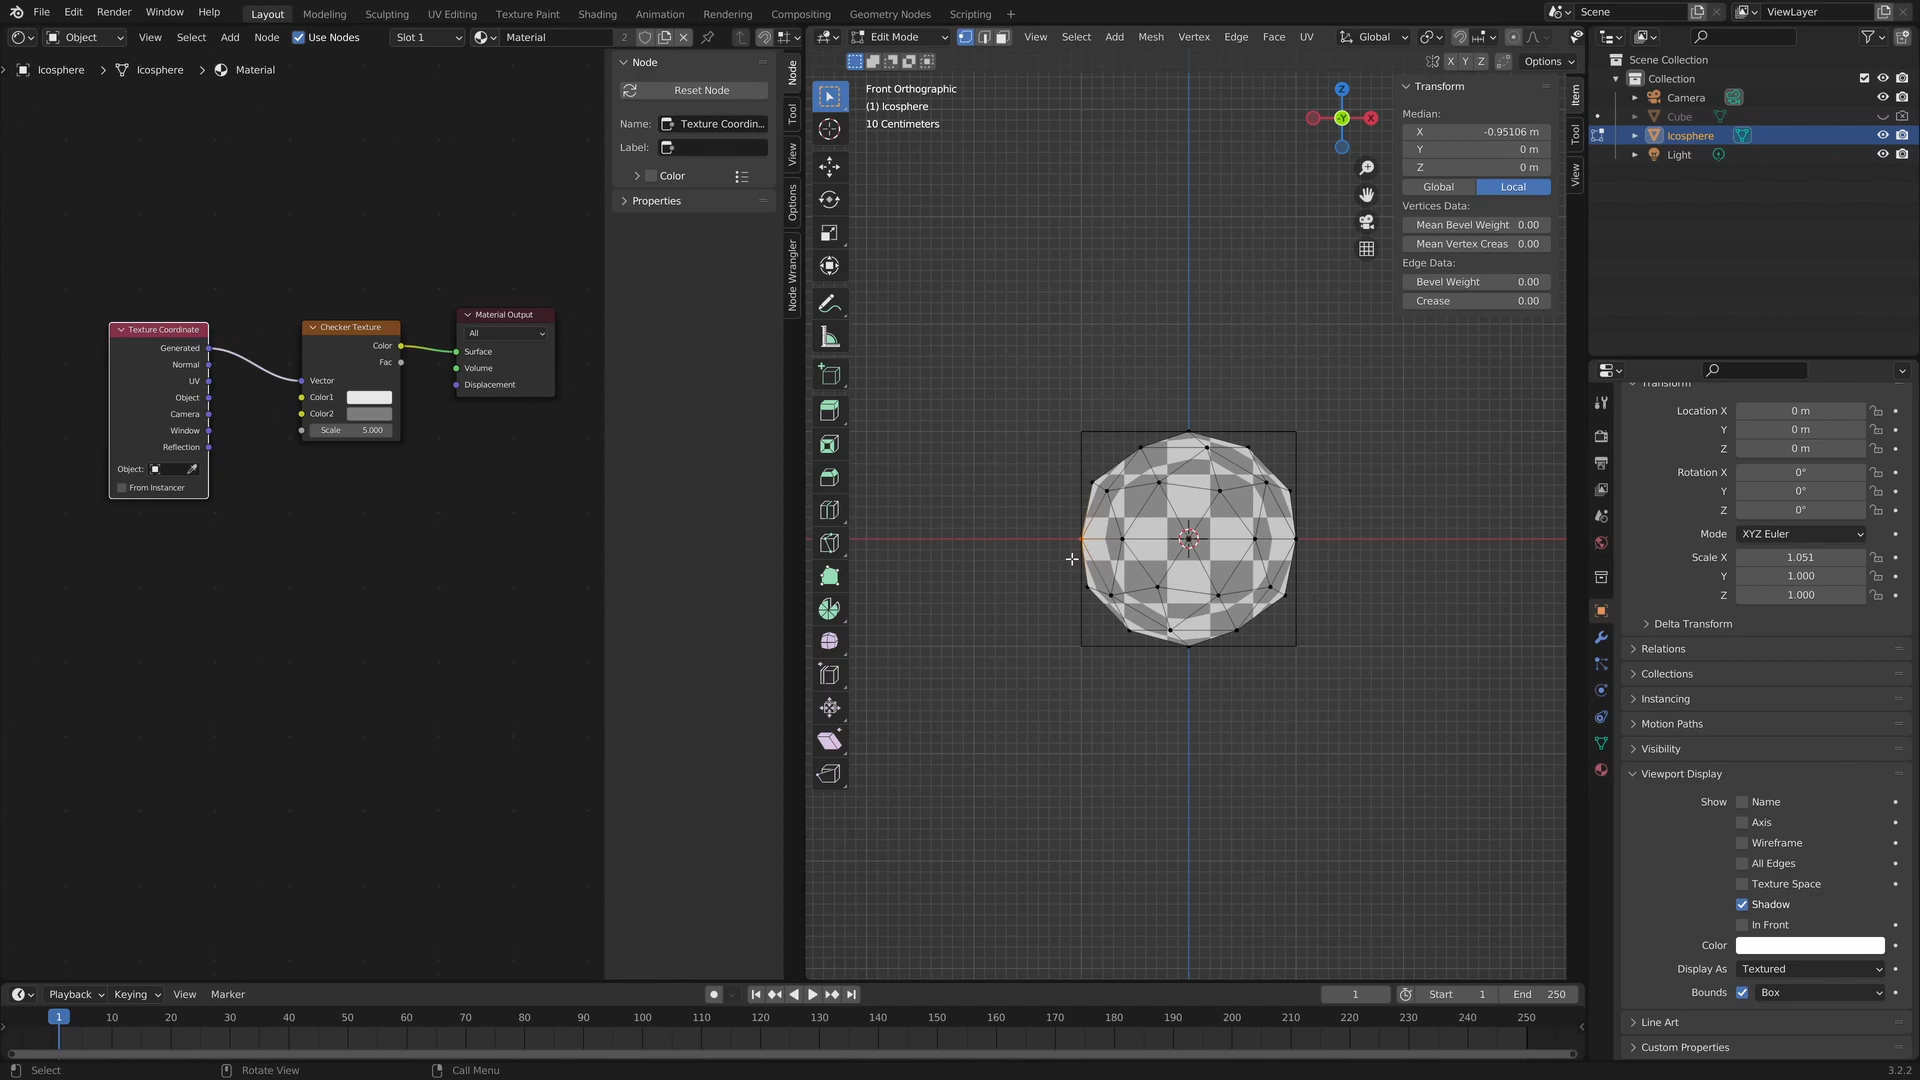 File Edit Render Window Help Layout Modeling Sculpting UV Editing Texture Paint Shading Animation Rendering Compositing Geometry Nodes Scripting + Scene ViewLayer
Object View Select Add Node Use Nodes Slot 1 Material 2
Icosphere > Icosphere > Material
Node
Reset Node
Name: Texture Coordin...
Label:
Color
Properties
Node
Tool
View
Options
Node Wrangler
Texture Coordinate
Generated
Normal
UV
Object
Camera
Window
Reflection
Object:
From Instancer
Checker Texture
Color
Fac
Vector
Color1
Color2
Scale 5.000
Material Output
All
Surface
Volume
Displacement
Edit Mode View Select Add Mesh Vertex Edge Face UV Global
X Y Z Options
Front Orthographic
(1) Icosphere
10 Centimeters
Z
-Y
X
Transform
Median:
X -0.95106 m
Y 0 m
Z 0 m
Global Local
Vertices Data:
Mean Bevel Weight 0.00
Mean Vertex Creas 0.00
Edge Data:
Bevel Weight 0.00
Crease 0.00
Item
Tool
View
Scene Collection
Collection
Camera
Cube
Icosphere
Light
Transform
Location X 0 m
Y 0 m
Z 0 m
Rotation X 0°
Y 0°
Z 0°
Mode XYZ Euler
Scale X 1.051
Y 1.000
Z 1.000
Delta Transform
Relations
Collections
Instancing
Motion Paths
Visibility
Viewport Display
Show Name
Axis
Wireframe
All Edges
Texture Space
Shadow
In Front
Color
Display As Textured
Bounds Box
Line Art
Custom Properties
Playback Keying View Marker 1 Start 1 End 250
1 10 20 30 40 50 60 70 80 90 100 110 120 130 140 150 160 170 180 190 200 210 220 230 240 250
Select Rotate View Call Menu 3.2.2